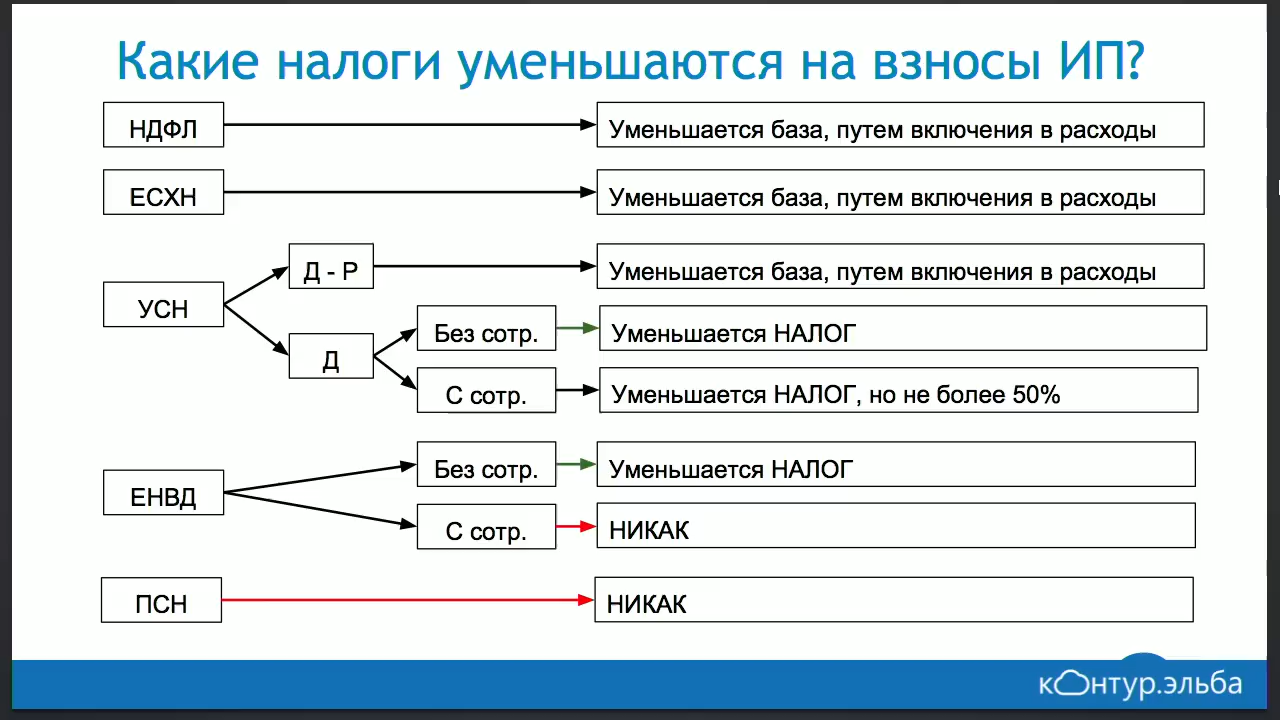 Какие налоги уменьшаются на взносы ИП?
НДФЛ
Уменьшается база, путем включения в расходы
ЕСХН
Уменьшается база, путем включения в расходы
УСН
Д - Р
Уменьшается база, путем включения в расходы
Д
Без сотр.
Уменьшается НАЛОГ
С сотр.
Уменьшается НАЛОГ, но не более 50%
ЕНВД
Без сотр.
Уменьшается НАЛОГ
С сотр.
НИКАК
ПСН
НИКАК
контур.эльба